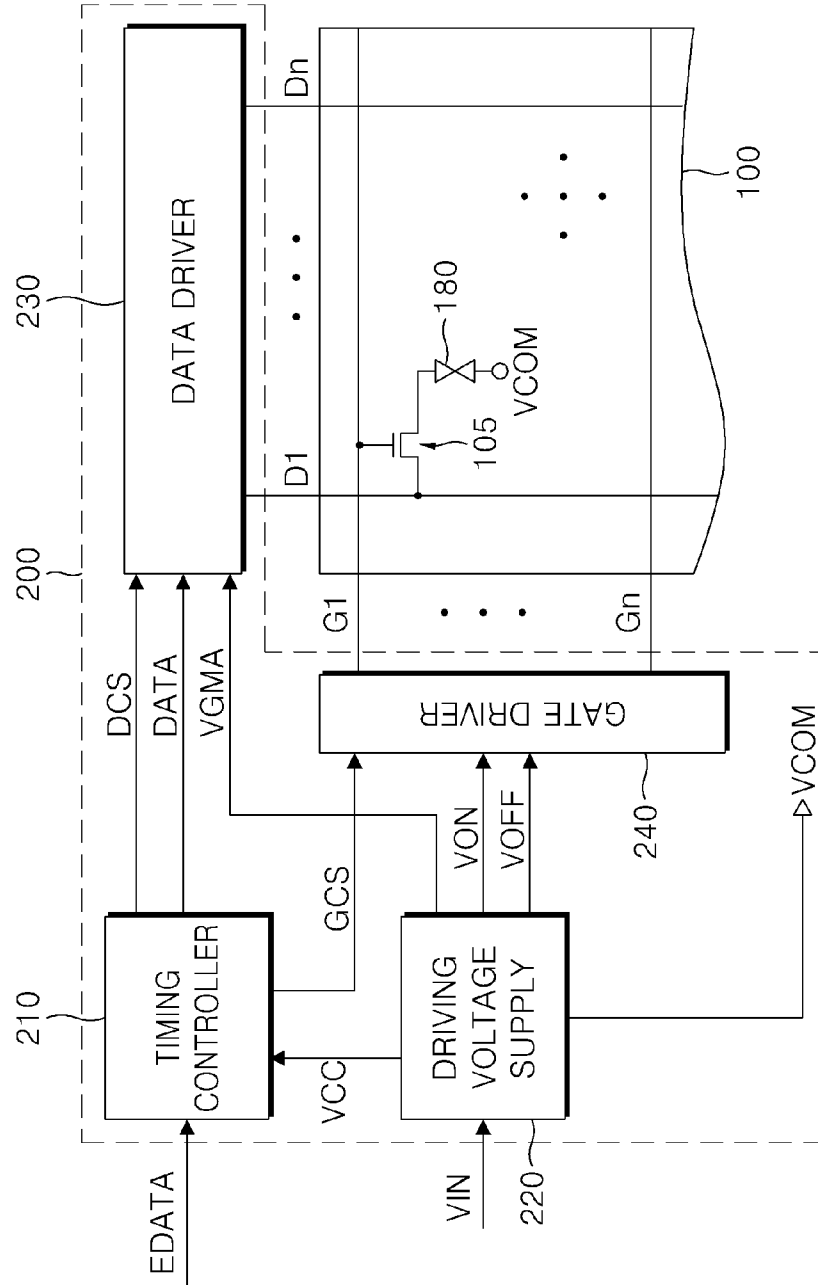 200
210
230
EDATA
TIMING
CONTROLLER
DCS
DATA
VGMA
DATA DRIVER
VCC
GCS
D1
Dn
VIN
DRIVING
VOLTAGE
SUPPLY
220
VON
VOFF
GATE DRIVER
240
G1
Gn
105
180
VCOM
100
VCOM